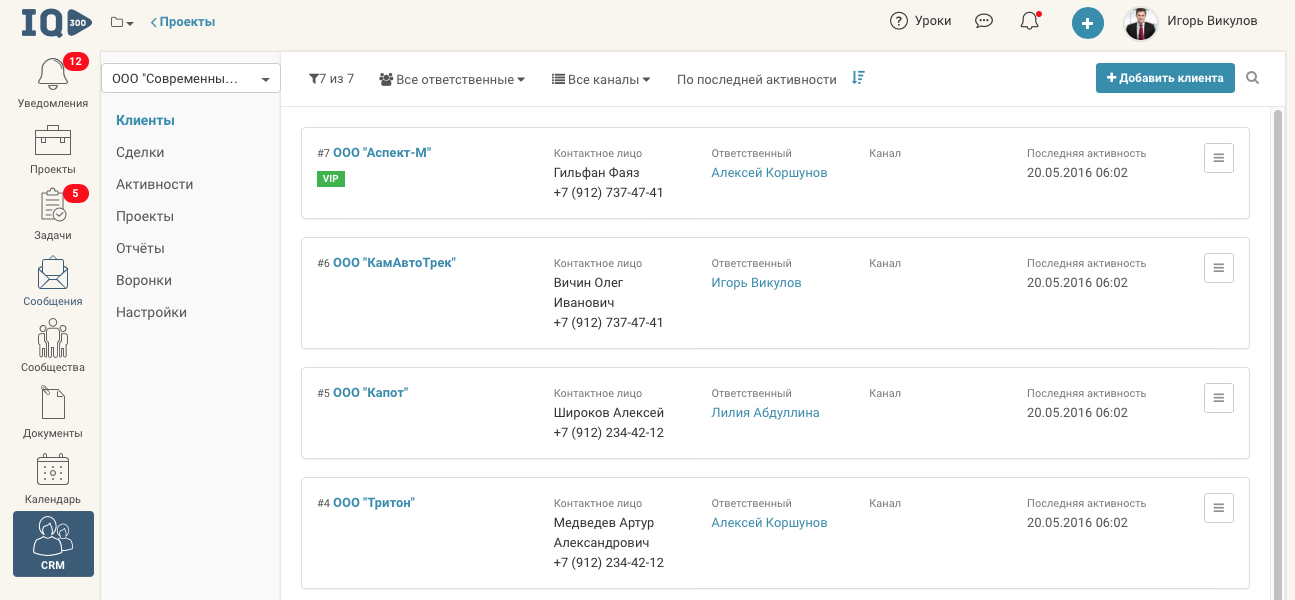 IQ 300
Проекты
Уроки
Игорь Викулов
12
Уведомления
Проекты
5
Задачи
Сообщения
Сообщества
Документы
Календарь
CRM
ООО "Современны...
Клиенты
Сделки
Активности
Проекты
Отчёты
Воронки
Настройки
7 из 7
Все ответственные
Все каналы
По последней активности
Добавить клиента
#7 ООО "Аспект-М"
VIP
Контактное лицо
Гильфан Фаяз
+7 (912) 737-47-41
Ответственный
Алексей Коршунов
Канал
Последняя активность
20.05.2016 06:02
#6 ООО "КамАвтоТрек"
Контактное лицо
Вичин Олег
Иванович
+7 (912) 737-47-41
Ответственный
Игорь Викулов
Канал
Последняя активность
20.05.2016 06:02
#5 ООО "Капот"
Контактное лицо
Широков Алексей
+7 (912) 234-42-12
Ответственный
Лилия Абдуллина
Канал
Последняя активность
20.05.2016 06:02
#4 ООО "Тритон"
Контактное лицо
Медведев Артур
Александрович
+7 (912) 234-42-12
Ответственный
Алексей Коршунов
Канал
Последняя активность
20.05.2016 06:02